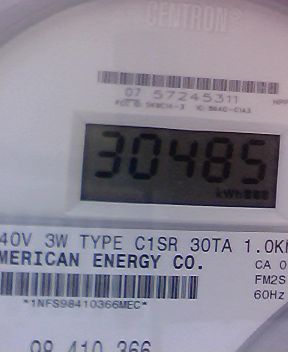 CENTRON®
07 57245311
30485
kWh
40V 3W TYPE C1SR 30TA 1.0K
MERICAN ENERGY CO.
CA 0
FM2S
60Hz
*1NFS98410366MEC*
98 410 366